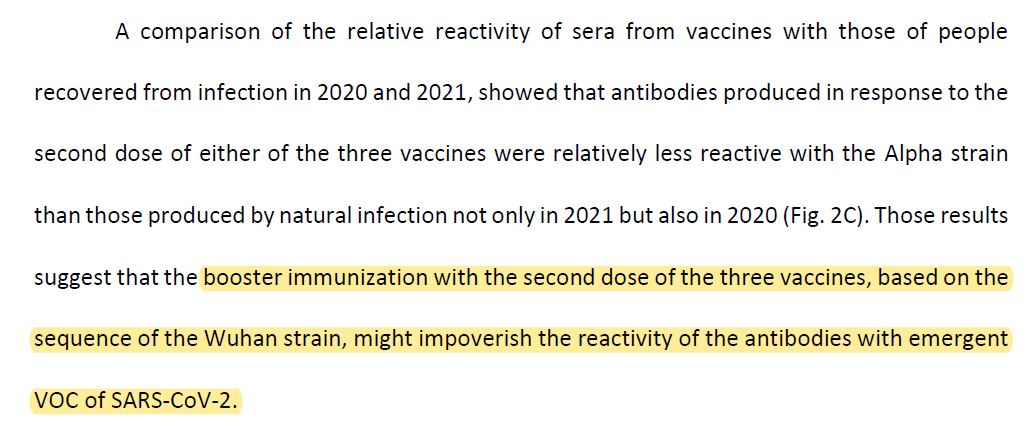 A comparison of the relative reactivity of sera from vaccines with those of people
recovered from infection in 2020 and 2021, showed that antibodies produced in response to the
second dose of either of the three vaccines were relatively less reactive with the Alpha strain
than those produced by natural infection not only in 2021 but also in 2020 (Fig. 2C). Those results
suggest that the booster immunization with the second dose of the three vaccines, based on the
sequence of the Wuhan strain, might impoverish the reactivity of the antibodies with emergent
VOC of SARS-CoV-2.